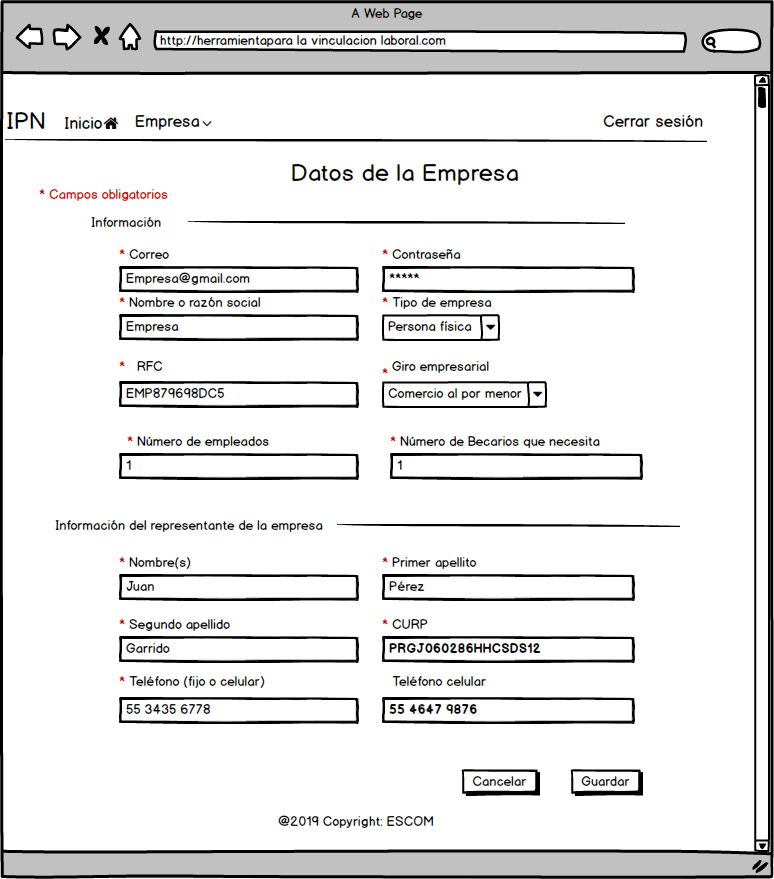 A Web Page
http://herramientapara la vinculacion laboral.com
IPN Inicio Empresa Cerrar sesión
Datos de la Empresa
* Campos obligatorios
Información
* Correo * Contraseña
Empresa@gmail.com *****
* Nombre o razón social * Tipo de empresa
Empresa Persona física
* RFC * Giro empresarial
EMP879698DC5 Comercio al por menor
* Número de empleados * Número de Becarios que necesita
1 1
Información del representante de la empresa
* Nombre(s) * Primer apellito
Juan Pérez
* Segundo apellido * CURP
Garrido PRGJ060286HHCSDS12
* Teléfono (fijo o celular) Teléfono celular
55 3435 6778 55 4647 9876
Cancelar Guardar
@2019 Copyright: ESCOM